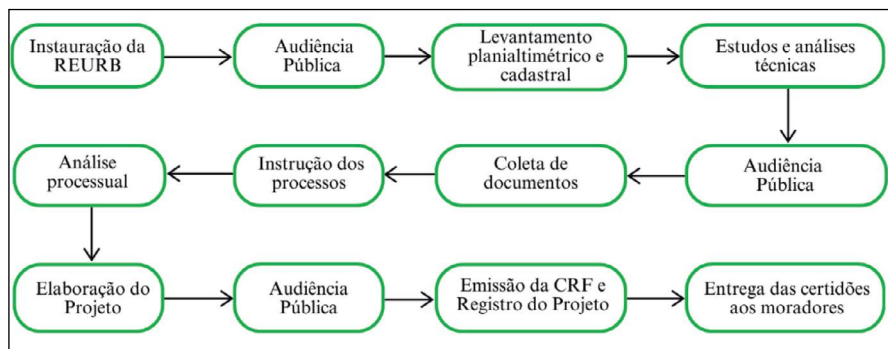 Instauração da
REURB
Audiência
Pública
Levantamento
planialtimétrico e
cadastral
Estudos e análises
técnicas
Audiência
Pública
Coleta de
documentos
Instrução dos
processos
Análise
processual
Elaboração do
Projeto
Audiência
Pública
Emissão da CRF e
Registro do Projeto
Entrega das certidões
aos moradores